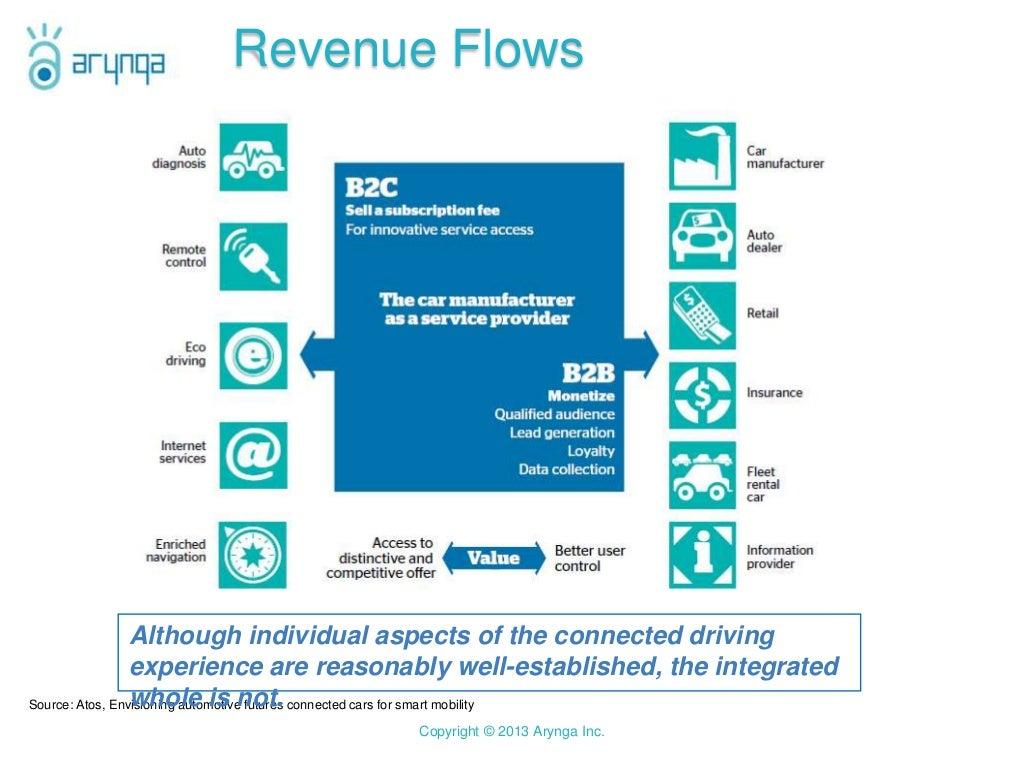 arynga
Revenue Flows
Auto
diagnosis
Remote
control
Eco
driving
e
Internet
services
@
Enriched
navigation
B2C
Sell a subscription fee
For innovative service access
The car manufacturer
as a service provider
B2B
Monetize
Qualified audience
Lead generation
Loyalty
Data collection
Access to
distinctive and
competitive offer
Value
Better user
control
Car
manufacturer
Auto
dealer
$
Retail
$
Insurance
$
Fleet
rental
car
i
Information
provider
Although individual aspects of the connected driving
experience are reasonably well-established, the integrated
whole is not.
Source: Atos, Envisioning automotive futures connected cars for smart mobility
Copyright © 2013 Arynga Inc.